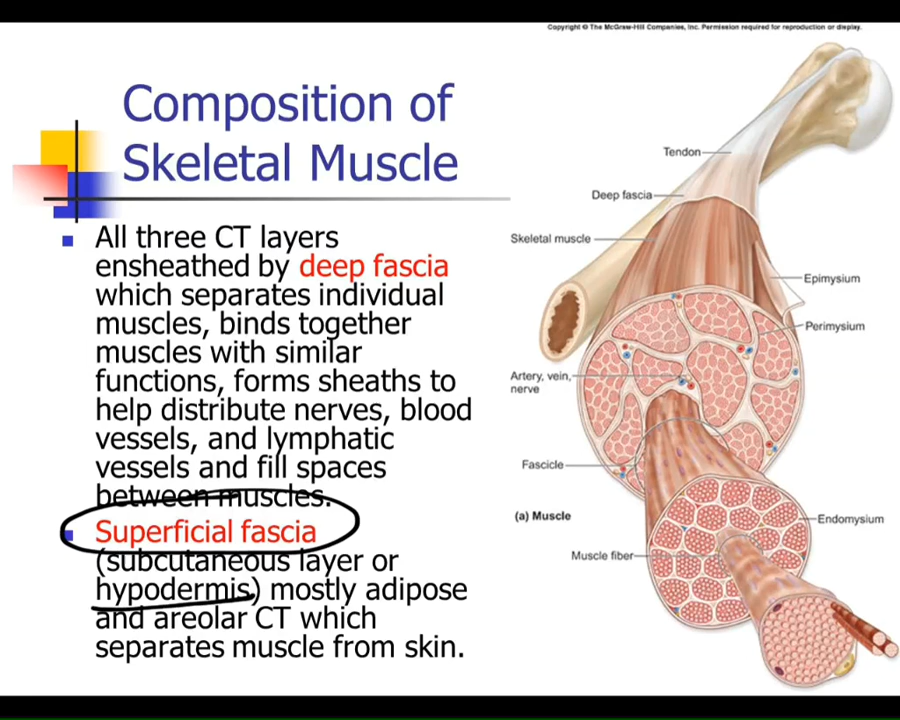 Copyright © The McGraw-Hill Companies, Inc. Permission required for reproduction or display.
Composition of
Skeletal Muscle
All three CT layers
ensheathed by deep fascia
which separates individual
muscles, binds together
muscles with similar
functions, forms sheaths to
help distribute nerves, blood
vessels, and lymphatic
vessels and fill spaces
between muscles.
Superficial fascia
(subcutaneous layer or
hypodermis) mostly adipose
and areolar CT which
separates muscle from skin.
Tendon
Deep fascia
Skeletal muscle
Epimysium
Perimysium
Artery, vein,
nerve
Fascicle
(a) Muscle
Endomysium
Muscle fiber